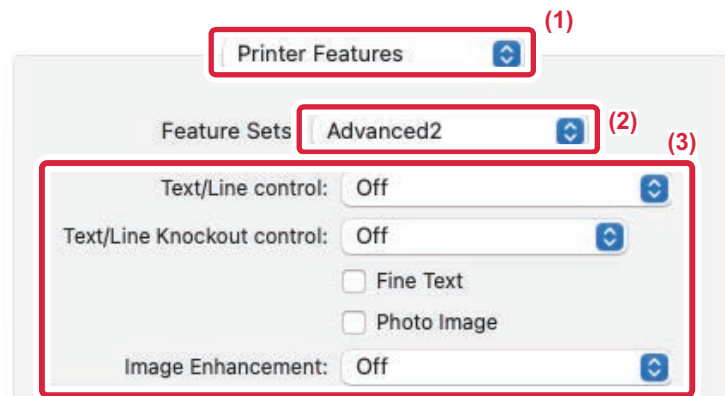 (1)
Printer Features
Feature Sets Advanced2 (2)
(3)
Text/Line control: Off
Text/Line Knockout control: Off
Fine Text
Photo Image
Image Enhancement: Off